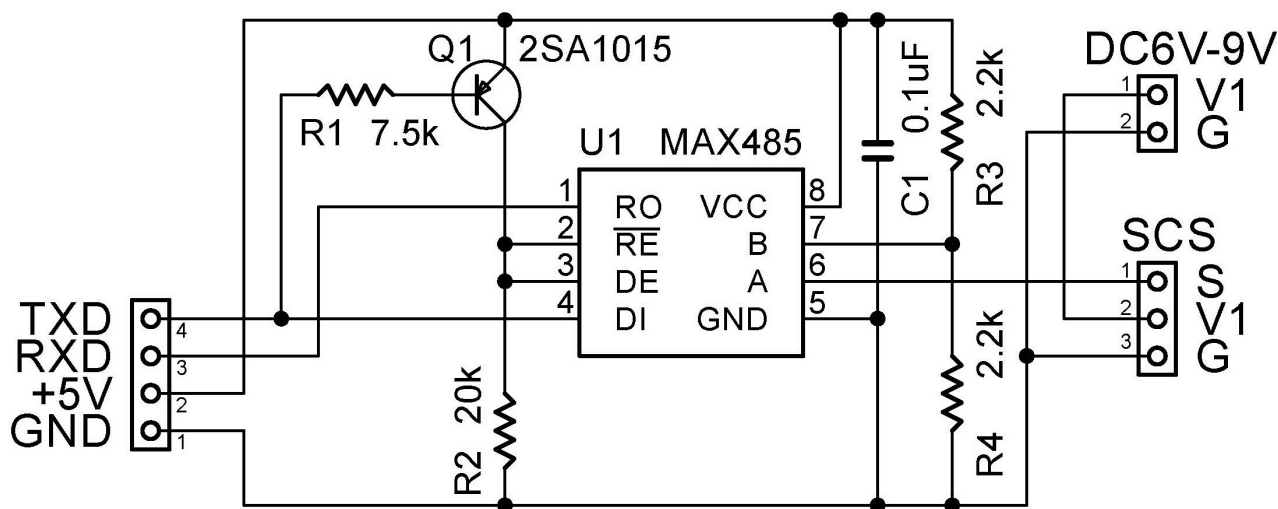 Q1 2SA1015
R1 7.5k
U1 MAX485
1 RO VCC 8
2 RE B 7
3 DE A 6
4 DI GND 5
0.1uF
C1
2.2k
R3
2.2k
R4
20k
R2
TXD 4
RXD 3
+5V 2
GND 1
DC6V-9V
1 V1
2 G
SCS
1 S
2 V1
3 G